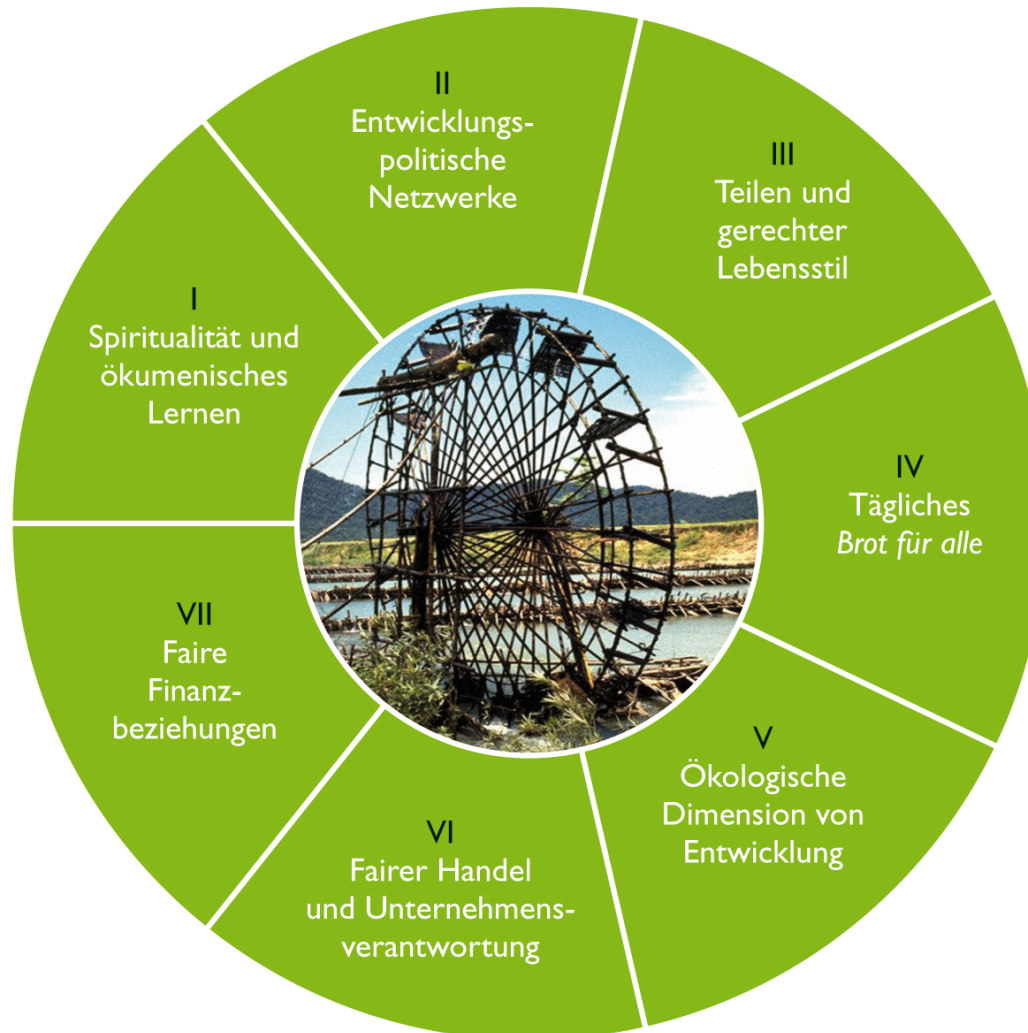 I
Spiritualität und
ökumenisches
Lernen
II
Entwicklungs-
politische
Netzwerke
III
Teilen und
gerechter
Lebensstil
IV
Tägliches
Brot für alle
V
Ökologische
Dimension von
Entwicklung
VI
Fairer Handel
und Unternehmens-
verantwortung
VII
Faire
Finanz-
beziehungen